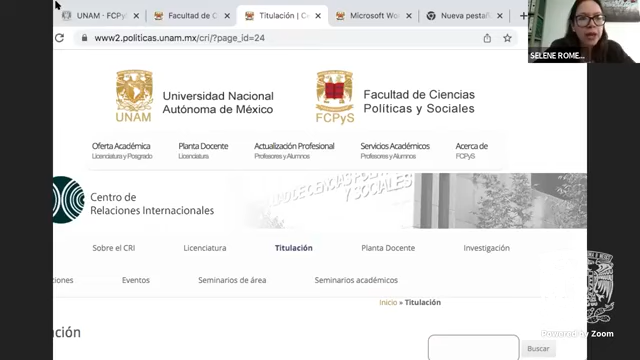 UNAM - FCPyS
Facultad de C
Titulación | C
Microsoft Wo
Nueva pestañ
www2.politicas.unam.mx/cri/?page_id=24
SELENE ROME...
UNAM
Universidad Nacional
Autónoma de México
FCPyS
Facultad de Ciencias
Políticas y Sociales
Oferta Académica
Licenciatura y Posgrado
Planta Docente
Licenciatura
Actualización Profesional
Profesores y Alumnos
Servicios Académicos
Profesores y Alumnos
Acerca de
FCPyS
Centro de
Relaciones Internacionales
Sobre el CRI
Licenciatura
Titulación
Planta Docente
Investigación
ciones
Eventos
Seminarios de área
Seminarios académicos
Inicio » Titulación
ación
Buscar
Powered by Zoom